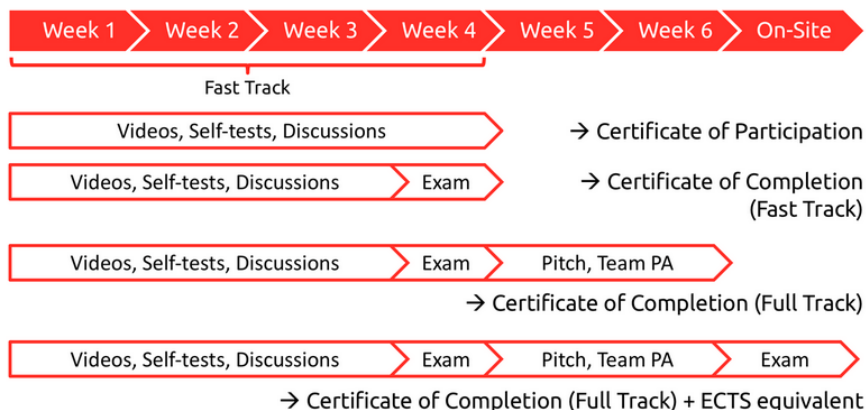 Week 1 Week 2 Week 3 Week 4 Week 5 Week 6 On-Site
Fast Track
Videos, Self-tests, Discussions → Certificate of Participation
Videos, Self-tests, Discussions Exam → Certificate of Completion
(Fast Track)
Videos, Self-tests, Discussions Exam Pitch, Team PA
→ Certificate of Completion (Full Track)
Videos, Self-tests, Discussions Exam Pitch, Team PA Exam
→ Certificate of Completion (Full Track) + ECTS equivalent